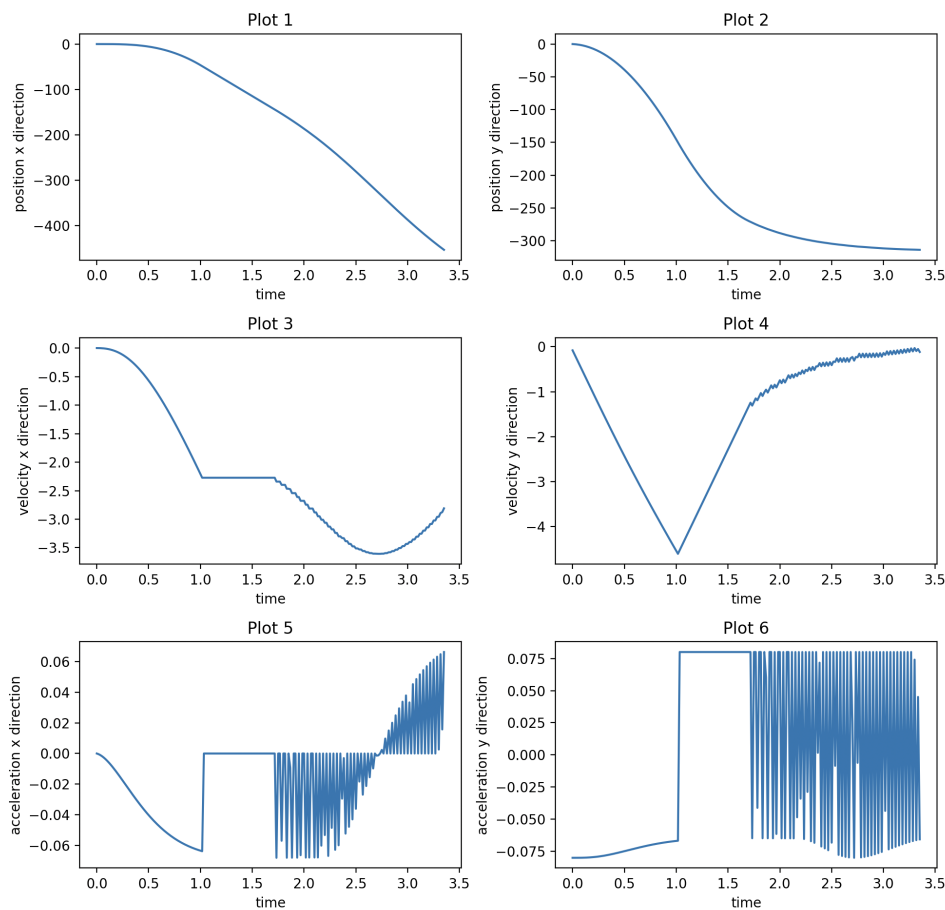 Plot 1
0
−100
−200
−300
−400
position x direction
0.0 0.5 1.0 1.5 2.0 2.5 3.0 3.5
time
Plot 2
0
−50
−100
−150
−200
−250
−300
position y direction
0.0 0.5 1.0 1.5 2.0 2.5 3.0 3.5
time
Plot 3
0.0
−0.5
−1.0
−1.5
−2.0
−2.5
−3.0
−3.5
velocity x direction
0.0 0.5 1.0 1.5 2.0 2.5 3.0 3.5
time
Plot 4
0
−1
−2
−3
−4
velocity y direction
0.0 0.5 1.0 1.5 2.0 2.5 3.0 3.5
time
Plot 5
0.06
0.04
0.02
0.00
−0.02
−0.04
−0.06
acceleration x direction
0.0 0.5 1.0 1.5 2.0 2.5 3.0 3.5
time
Plot 6
0.075
0.050
0.025
0.000
−0.025
−0.050
−0.075
acceleration y direction
0.0 0.5 1.0 1.5 2.0 2.5 3.0 3.5
time